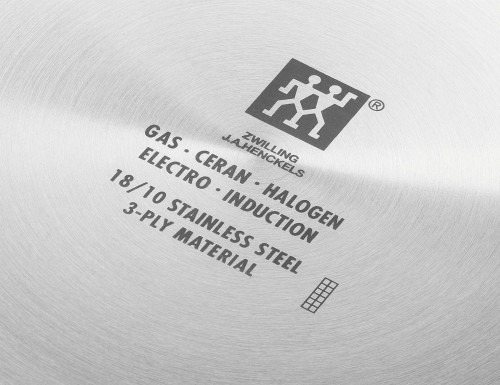 ®
ZWILLING
J.A.HENCKELS
GAS · CERAN · HALOGEN
ELECTRO · INDUCTION
18/10 STAINLESS STEEL
3-PLY MATERIAL